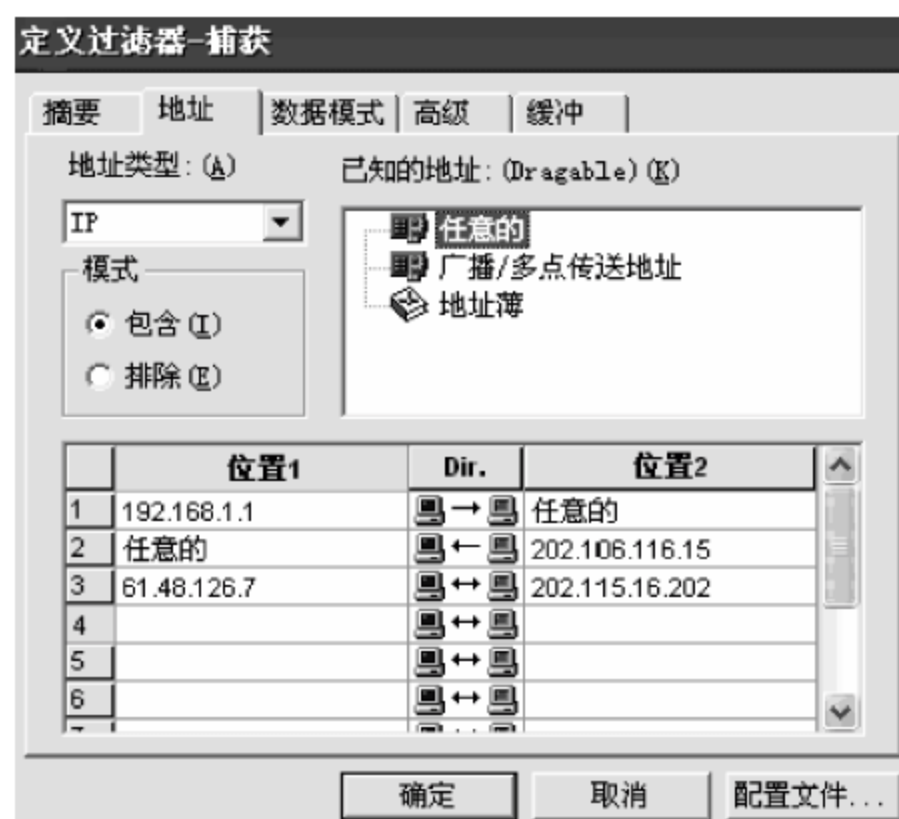 定义过滤器-捕获
摘要 地址 数据模式 高级 缓冲
地址类型:(A) 已知的地址:(Dragable)(K)
IP
任意的
模式
广播/多点传送地址
地址薄
包含(I)
排除(E)
位置1 Dir. 位置2
1 192.168.1.1 任意的
2 任意的 202.106.116.15
3 61.48.126.7 202.115.16.202
4
5
6
确定 取消 配置文件...